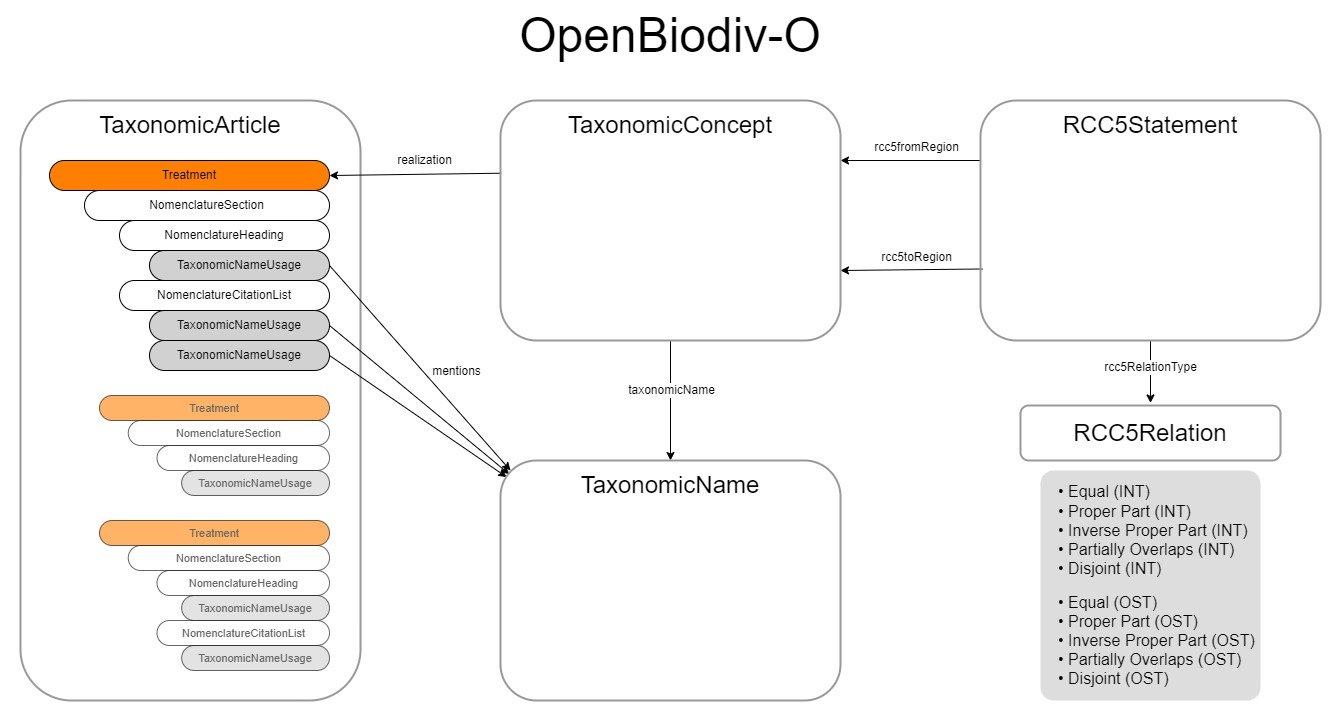 OpenBiodiv-O
TaxonomicArticle
Treatment
NomenclatureSection
NomenclatureHeading
TaxonomicNameUsage
NomenclatureCitationList
TaxonomicNameUsage
TaxonomicNameUsage
Treatment
NomenclatureSection
NomenclatureHeading
TaxonomicNameUsage
Treatment
NomenclatureSection
NomenclatureHeading
TaxonomicNameUsage
NomenclatureCitationList
TaxonomicNameUsage
realization
mentions
TaxonomicConcept
taxonomicName
TaxonomicName
rcc5fromRegion
rcc5toRegion
RCC5Statement
rcc5RelationType
RCC5Relation
• Equal (INT)
• Proper Part (INT)
• Inverse Proper Part (INT)
• Partially Overlaps (INT)
• Disjoint (INT)
• Equal (OST)
• Proper Part (OST)
• Inverse Proper Part (OST)
• Partially Overlaps (OST)
• Disjoint (OST)